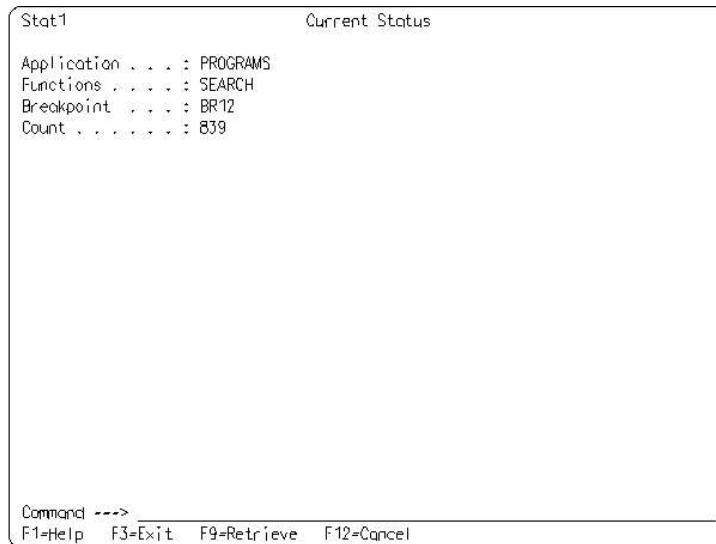 Stat1 Current Status
Application . . . : PROGRAMS
Functions . . . . : SEARCH
Breakpoint . . . : BR12
Count . . . . . . : 839
Command --->
F1=Help F3=Exit F9=Retrieve F12=Cancel